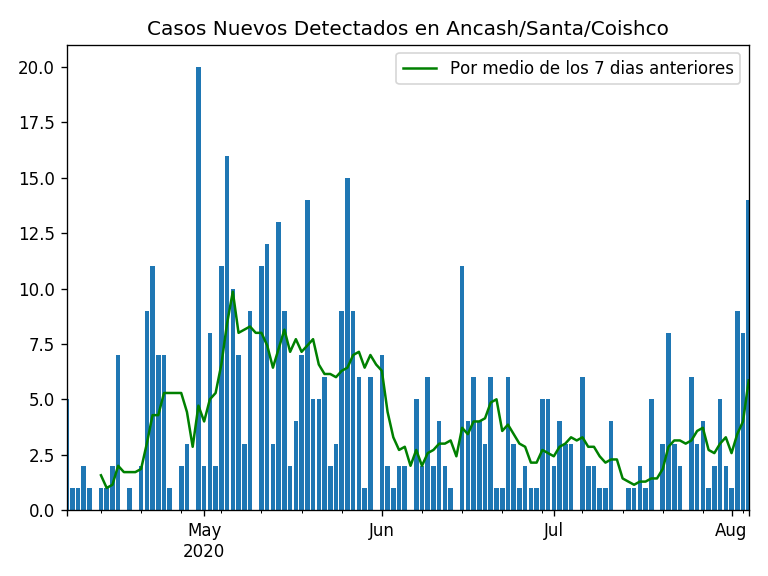 Casos Nuevos Detectados en Ancash/Santa/Coishco
Por medio de los 7 dias anteriores
20.0
17.5
15.0
12.5
10.0
7.5
5.0
2.5
0.0
May
2020
Jun
Jul
Aug